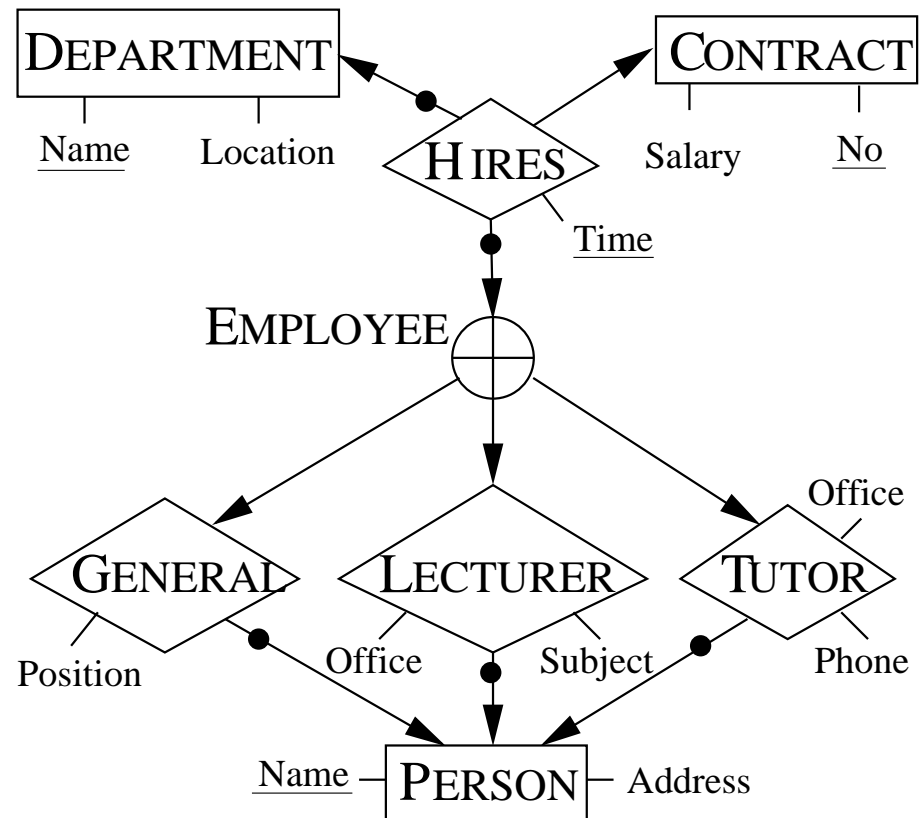 DEPARTMENT
CONTRACT
Name
Location
HIRES
Salary
No
Time
EMPLOYEE
Office
GENERAL
LECTURER
TUTOR
Position
Office
Subject
Phone
Name
PERSON
Address